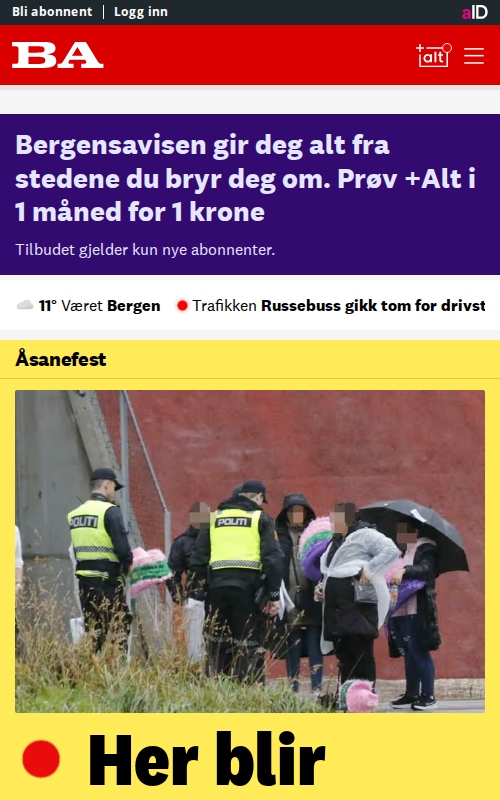 Bli abonnent Logg inn aID
BA +alt
Bergensavisen gir deg alt fra
stedene du bryr deg om. Prøv +Alt i
1 måned for 1 krone
Tilbudet gjelder kun nye abonnenter.
11° Været Bergen Trafikken Russebuss gikk tom for drivst
Åsanefest
POLITI
POLITI
Her blir